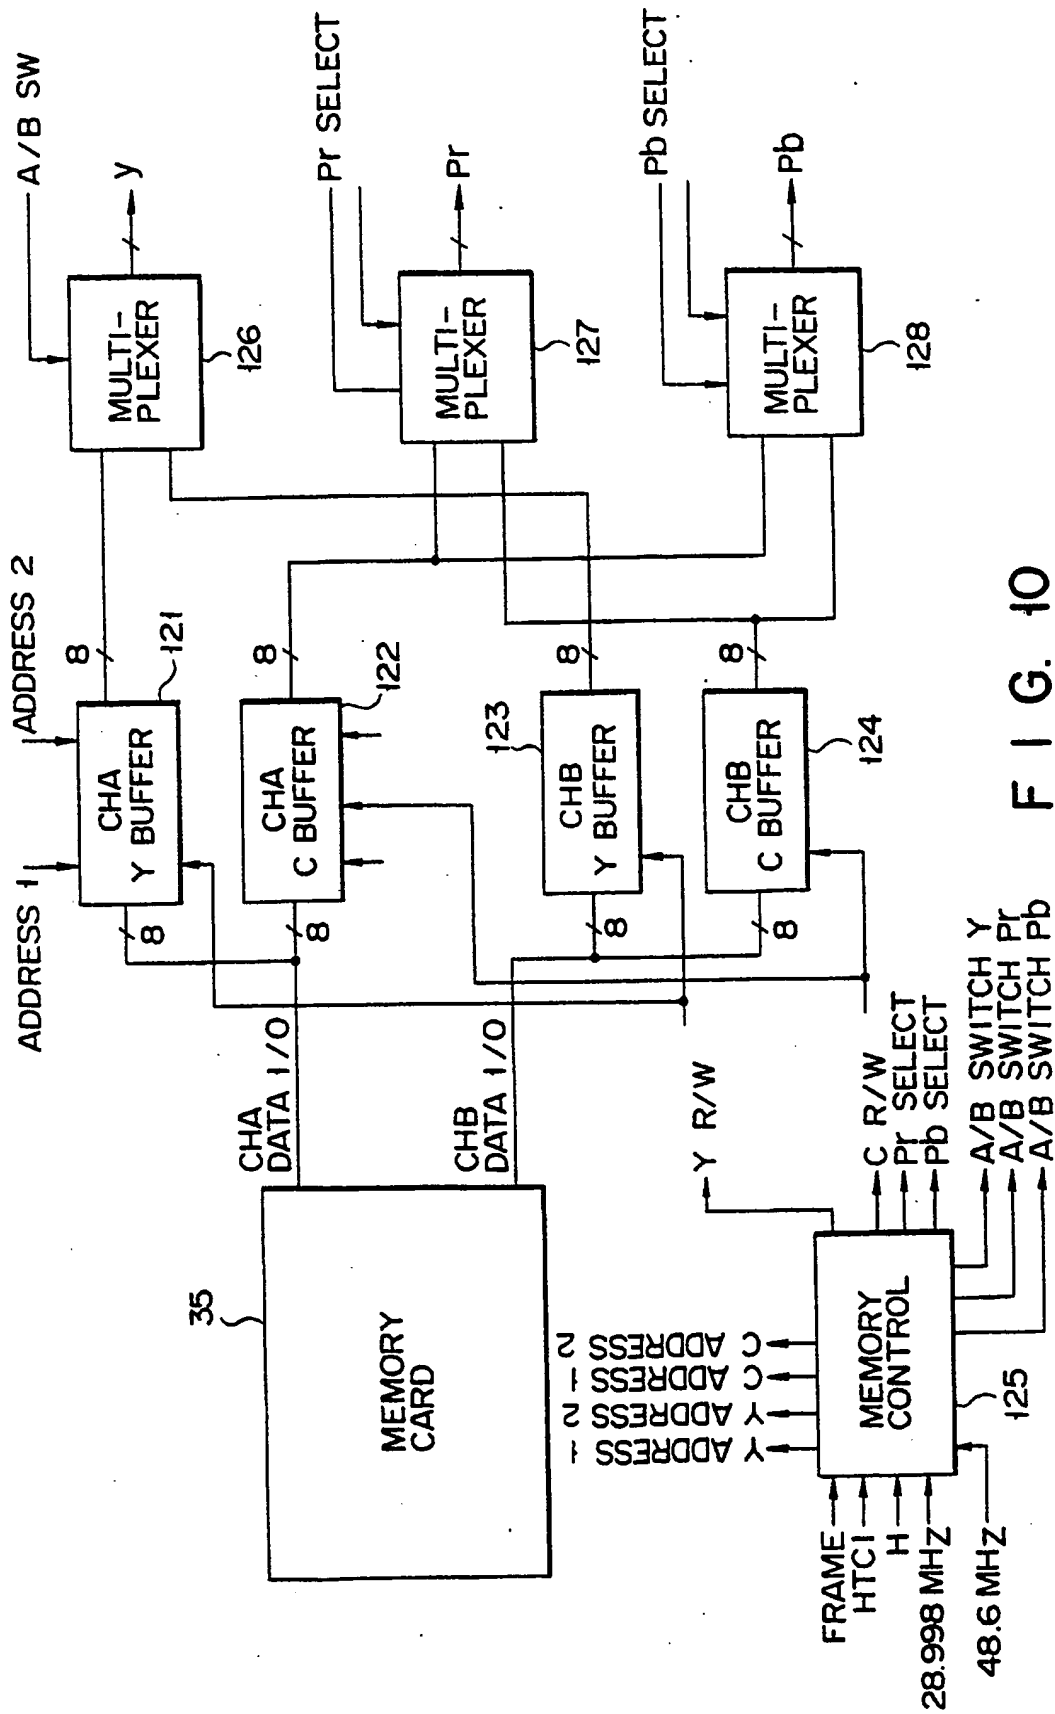 A/B SW
MULTI-
PLEXER
126
y
Pr SELECT
MULTI-
PLEXER
127
Pr
Pb SELECT
MULTI-
PLEXER
128
Pb
ADDRESS 1
ADDRESS 2
CHA
Y BUFFER
121
8
8
CHA
C BUFFER
122
8
8
CHB
Y BUFFER
123
8
8
CHB
C BUFFER
124
8
8
CHA
DATA I/O
CHB
DATA I/O
MEMORY
CARD
35
Y R/W
C R/W
Pr SELECT
Pb SELECT
A/B SWITCH Y
A/B SWITCH Pr
A/B SWITCH Pb
Y ADDRESS 1
Y ADDRESS 2
C ADDRESS 1
C ADDRESS 2
MEMORY
CONTROL
125
FRAME
HTCI
H
28.998 MHZ
48.6 MHZ
F I G. 10